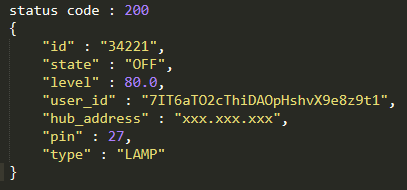 status code : 200
{
"id" : "34221",
"state" : "OFF",
"level" : 80.0,
"user_id" : "7IT6aTO2cThiDAOpHshvX9e8z9t1",
"hub_address" : "xxx.xxx.xxx",
"pin" : 27,
"type" : "LAMP"
}